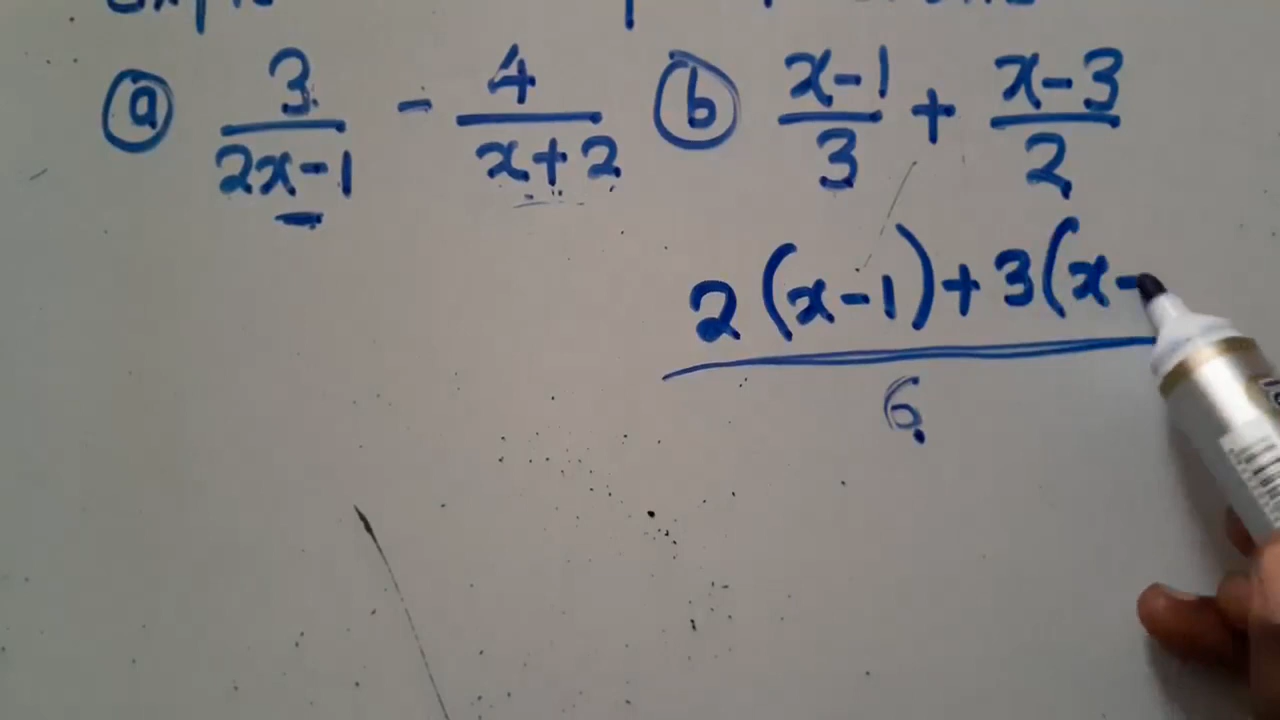 ⓐ 3/(2x-1) - 4/(x+2) ⓑ (x-1)/3 + (x-3)/2
2(x-1)+3(x-
6